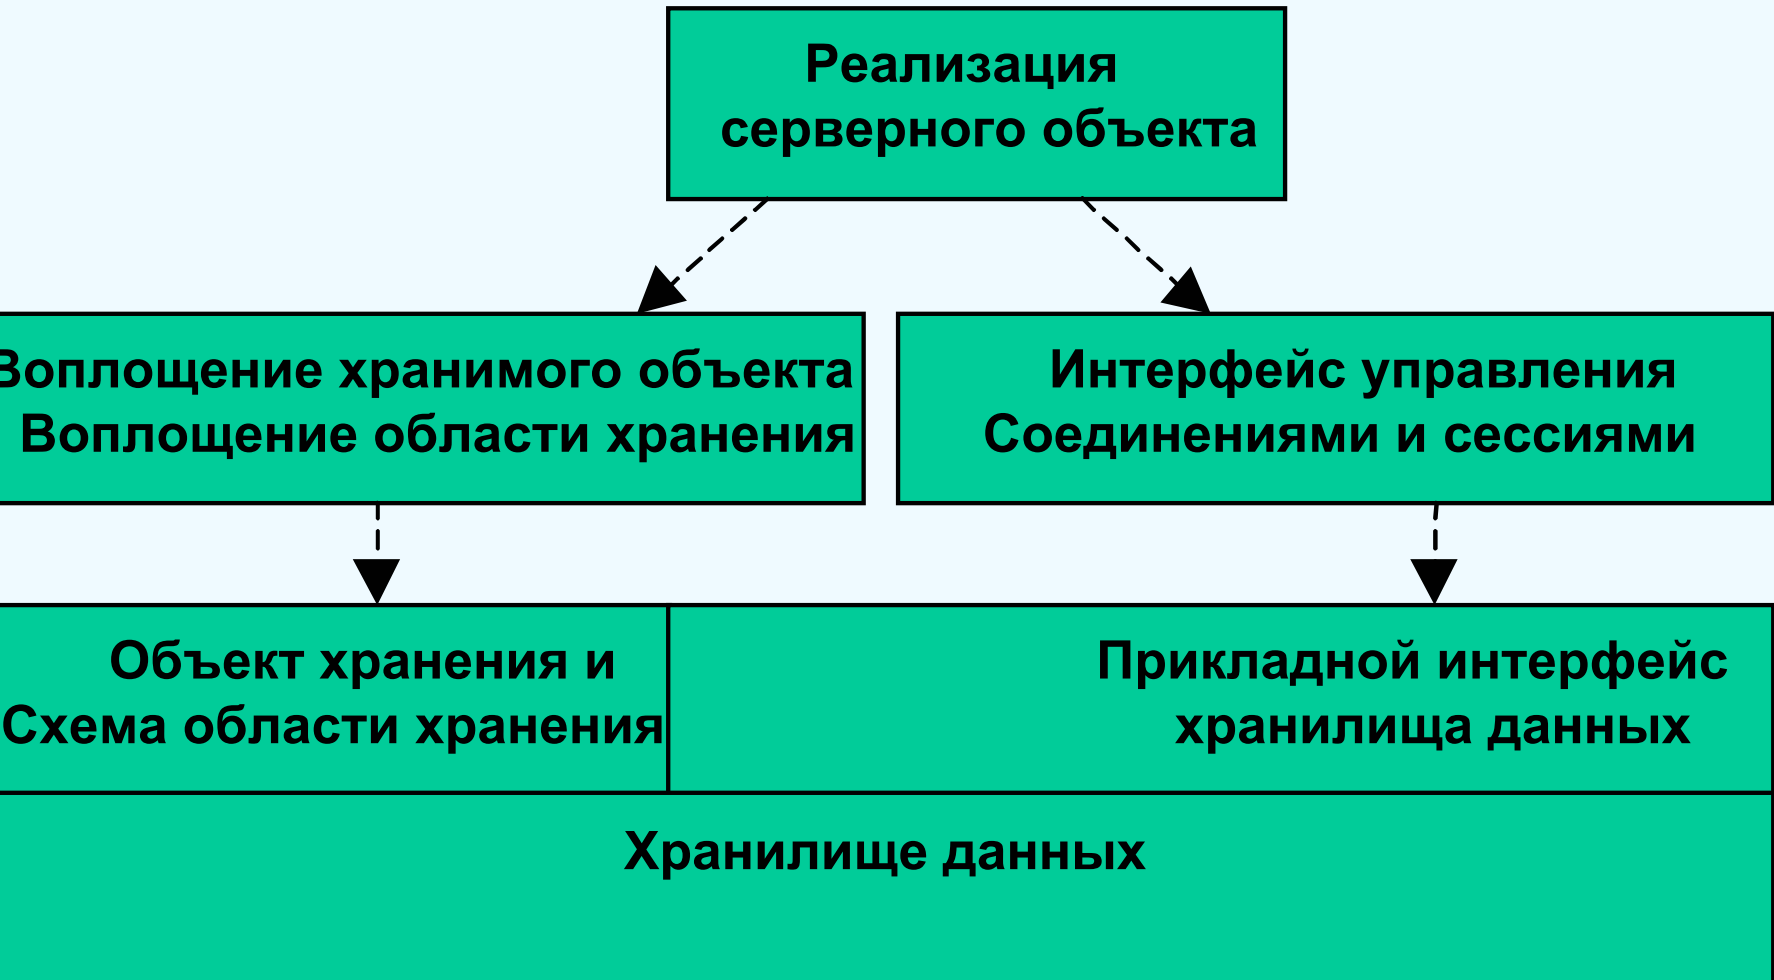 Реализация
серверного объекта
Воплощение хранимого объекта
Воплощение области хранения
Интерфейс управления
Соединениями и сессиями
Объект хранения и
Схема области хранения
Прикладной интерфейс
хранилища данных
Хранилище данных